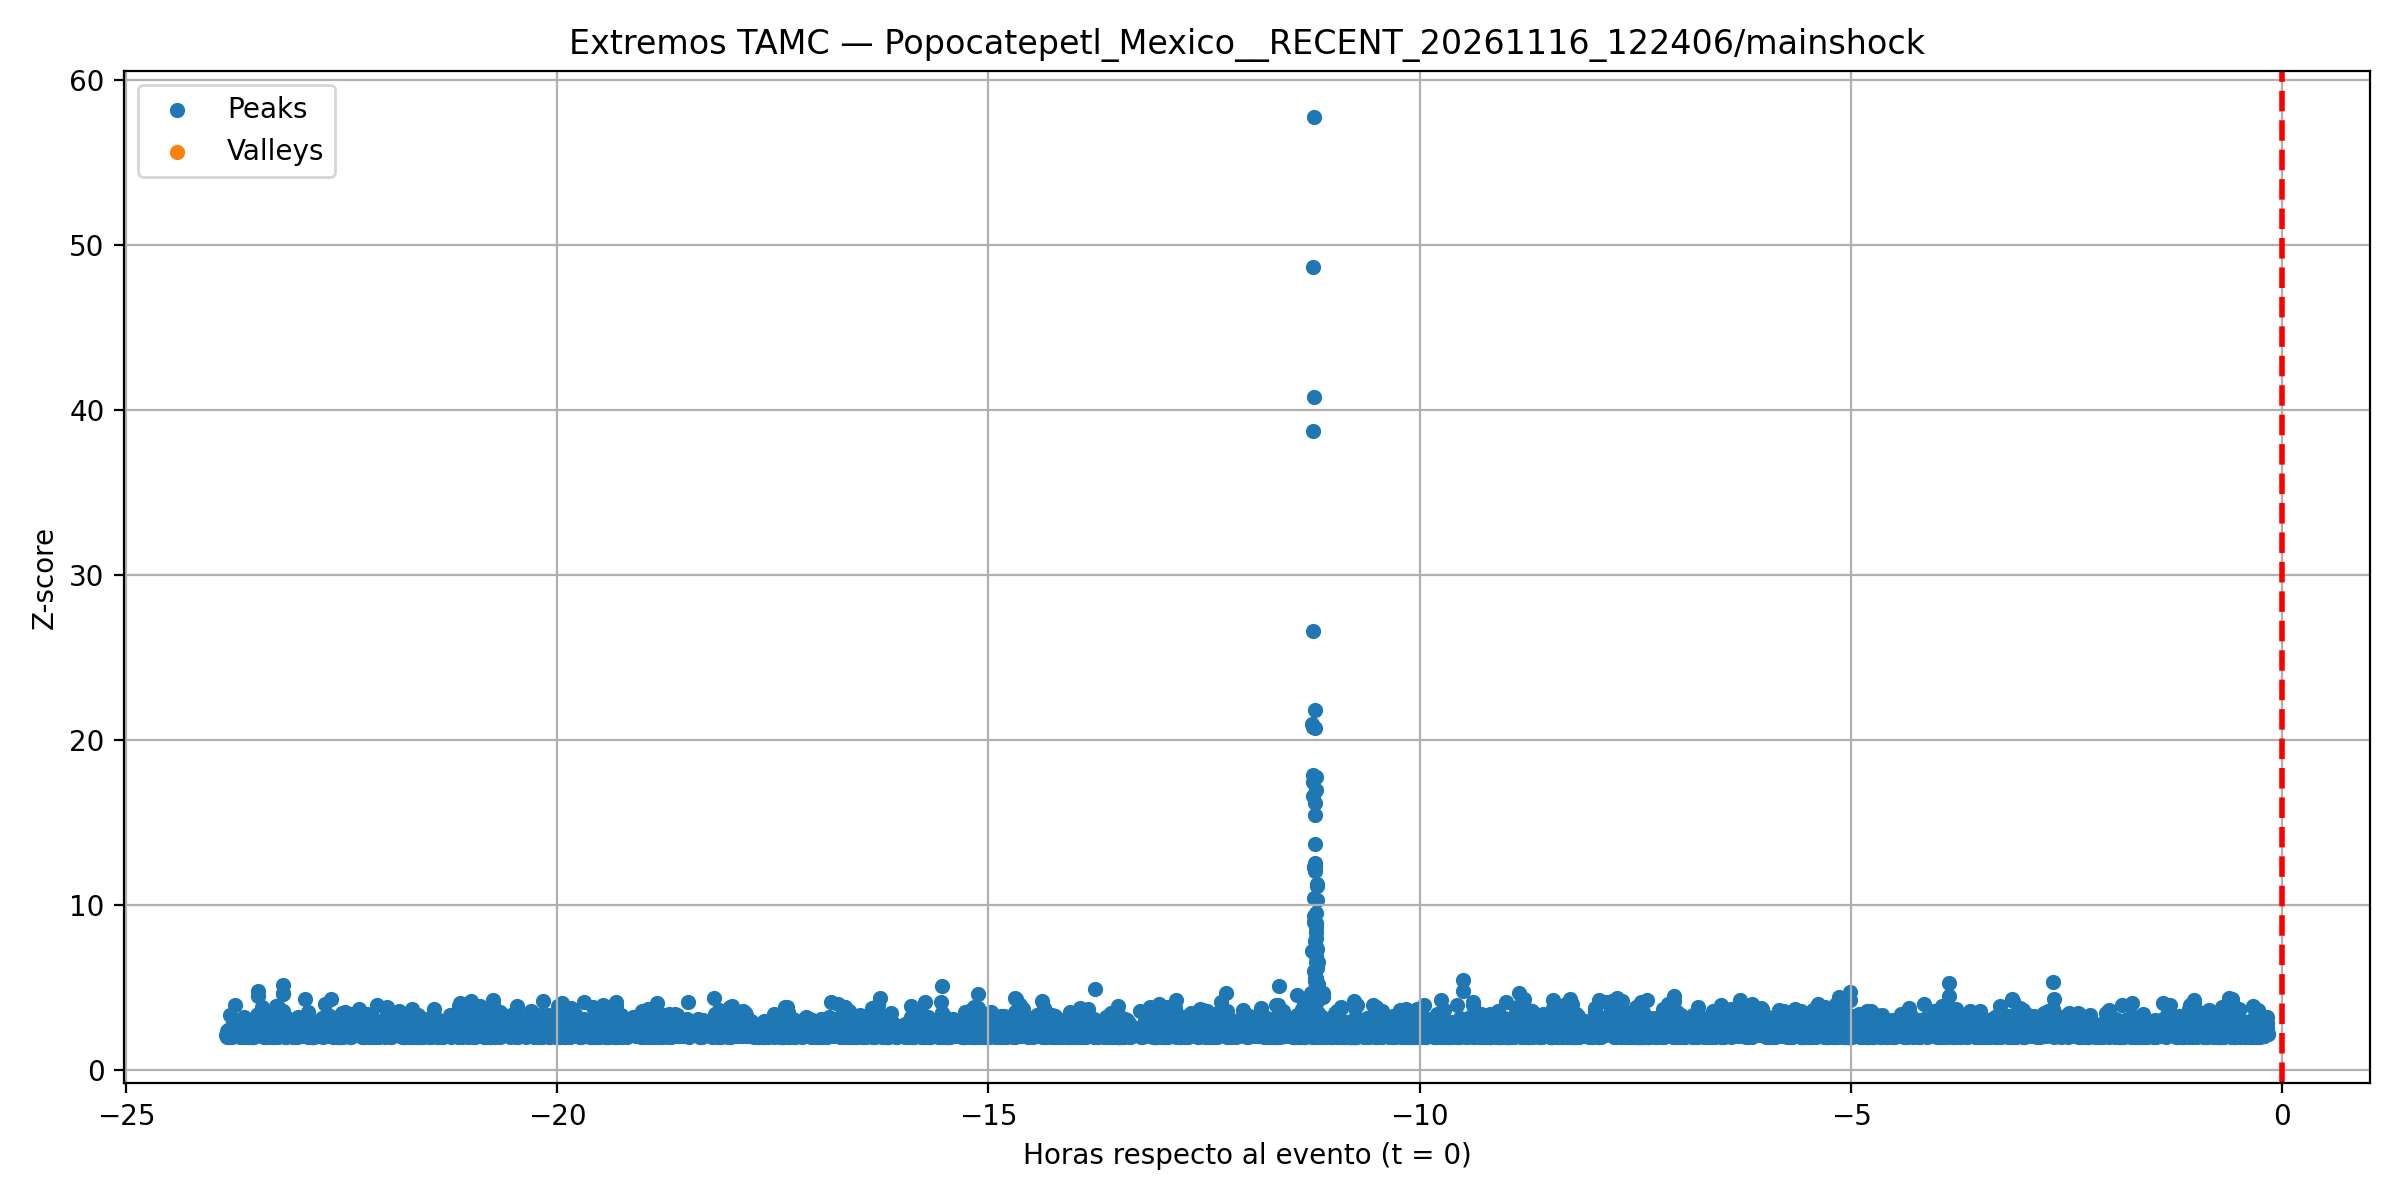 Extremos TAMC — Popocatepetl_Mexico__RECENT_20261116_122406/mainshock
Peaks
Valleys
Z-score
60
50
40
30
20
10
0
−25 −20 −15 −10 −5 0
Horas respecto al evento (t = 0)